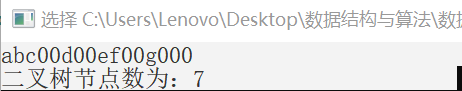 选择 C:\Users\Lenovo\Desktop\数据结构与算法\数据
abc00d00ef00g000
二叉树节点数为：7